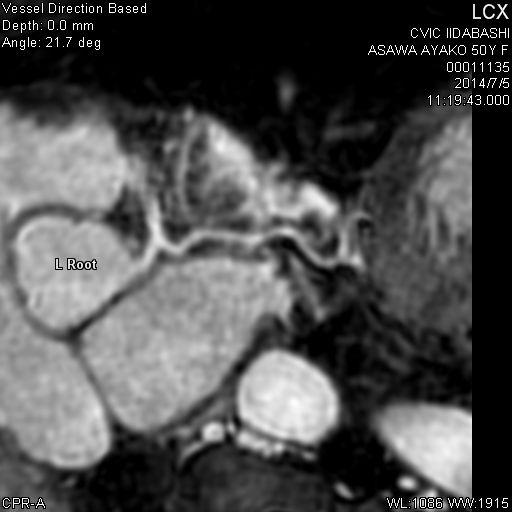 Vessel Direction Based
Depth: 0.0 mm
Angle: 21.7 deg
LCX
CVIC IIDABASHI
ASAWA AYAKO 50Y F
00011135
2014/7/5
11:19:43.000
L Root
CPR-A
WL:1086 WW:1915